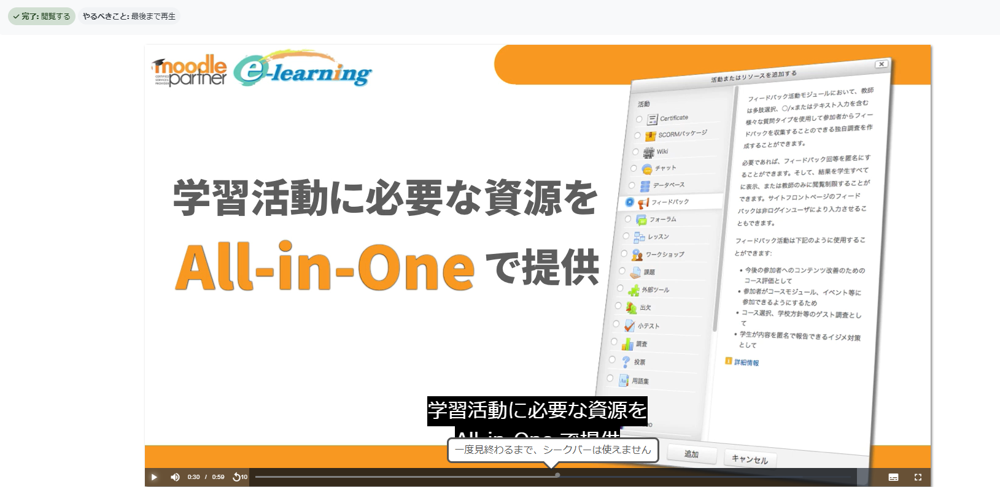 完了: 閲覧する
やるべきこと: 最後まで再生
moodle
CERTIFIED
SERVICES
PROVIDER
partner
e-learning
学習活動に必要な資源を
All-in-One で提供
活動またはリソースを追加する
活動
Certificate
SCORMパッケージ
Wiki
チャット
データベース
フィードバック
フォーラム
レッスン
ワークショップ
課題
外部ツール
出欠
小テスト
調査
投票
用語集
フィードバック活動モジュールにおいて、教師
は多肢選択、○/×またはテキスト入力を含む
様々な質問タイプを使用して参加者からフィー
ドバックを収集することのできる独自調査を作
成することができます。
必要であれば、フィードバック回答を匿名にす
ることができます。そして、結果を学生すべて
に表示、または教師のみに閲覧制限することが
できます。サイトフロントページのフィード
バックは非ログインユーザにより入力させるこ
ともできます。
フィードバック活動は下記のように使用するこ
とができます:
• 今後の参加者へのコンテンツ改善のための
コース評価として
• 参加者がコースモジュール、イベント等に
参加できるようにするため
• コース選択、学校方針等のゲスト調査とし
て
• 学生が内容を匿名で報告できるイジメ対策
として
詳細情報
学習活動に必要な資源を
All-in-One で提供
一度見終わるまで、シークバーは使えません
追加
キャンセル
0:30 / 0:59
10